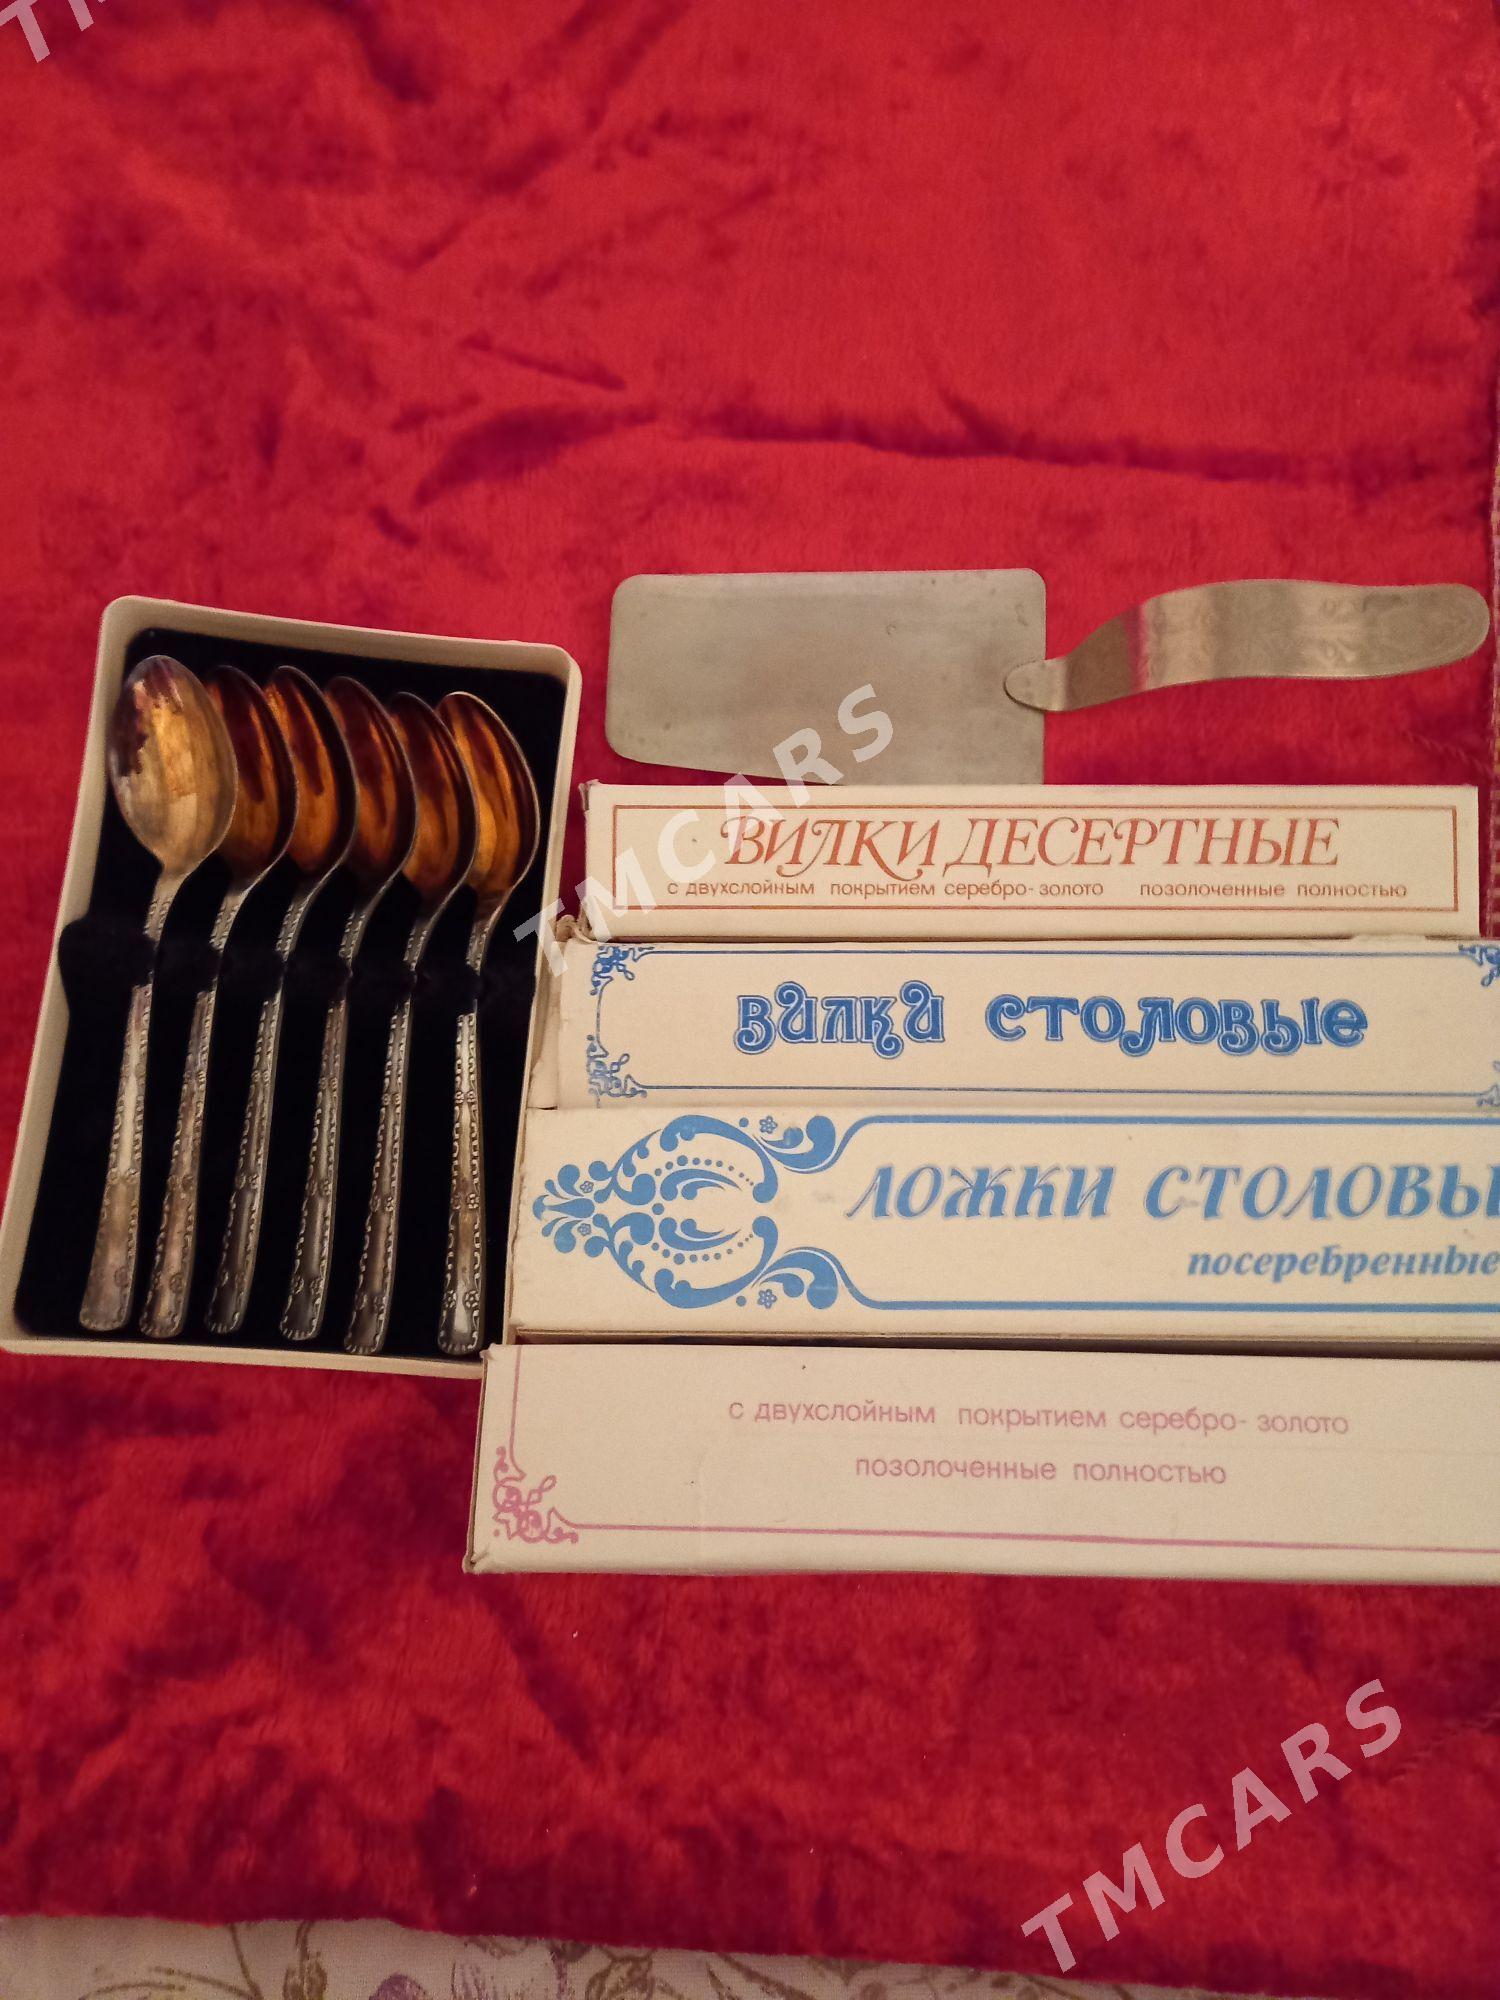 ВИЛКИ ДЕСЕРТНЫЕ
с двухслойным покрытием серебро-золото позолоченные полностью
ВИЛКИ СТОЛОВЫЕ
ЛОЖКИ СТОЛОВЫ
посеребренные
с двухслойным покрытием серебро-золото
позолоченные полностью
TMCARS
TMCARS